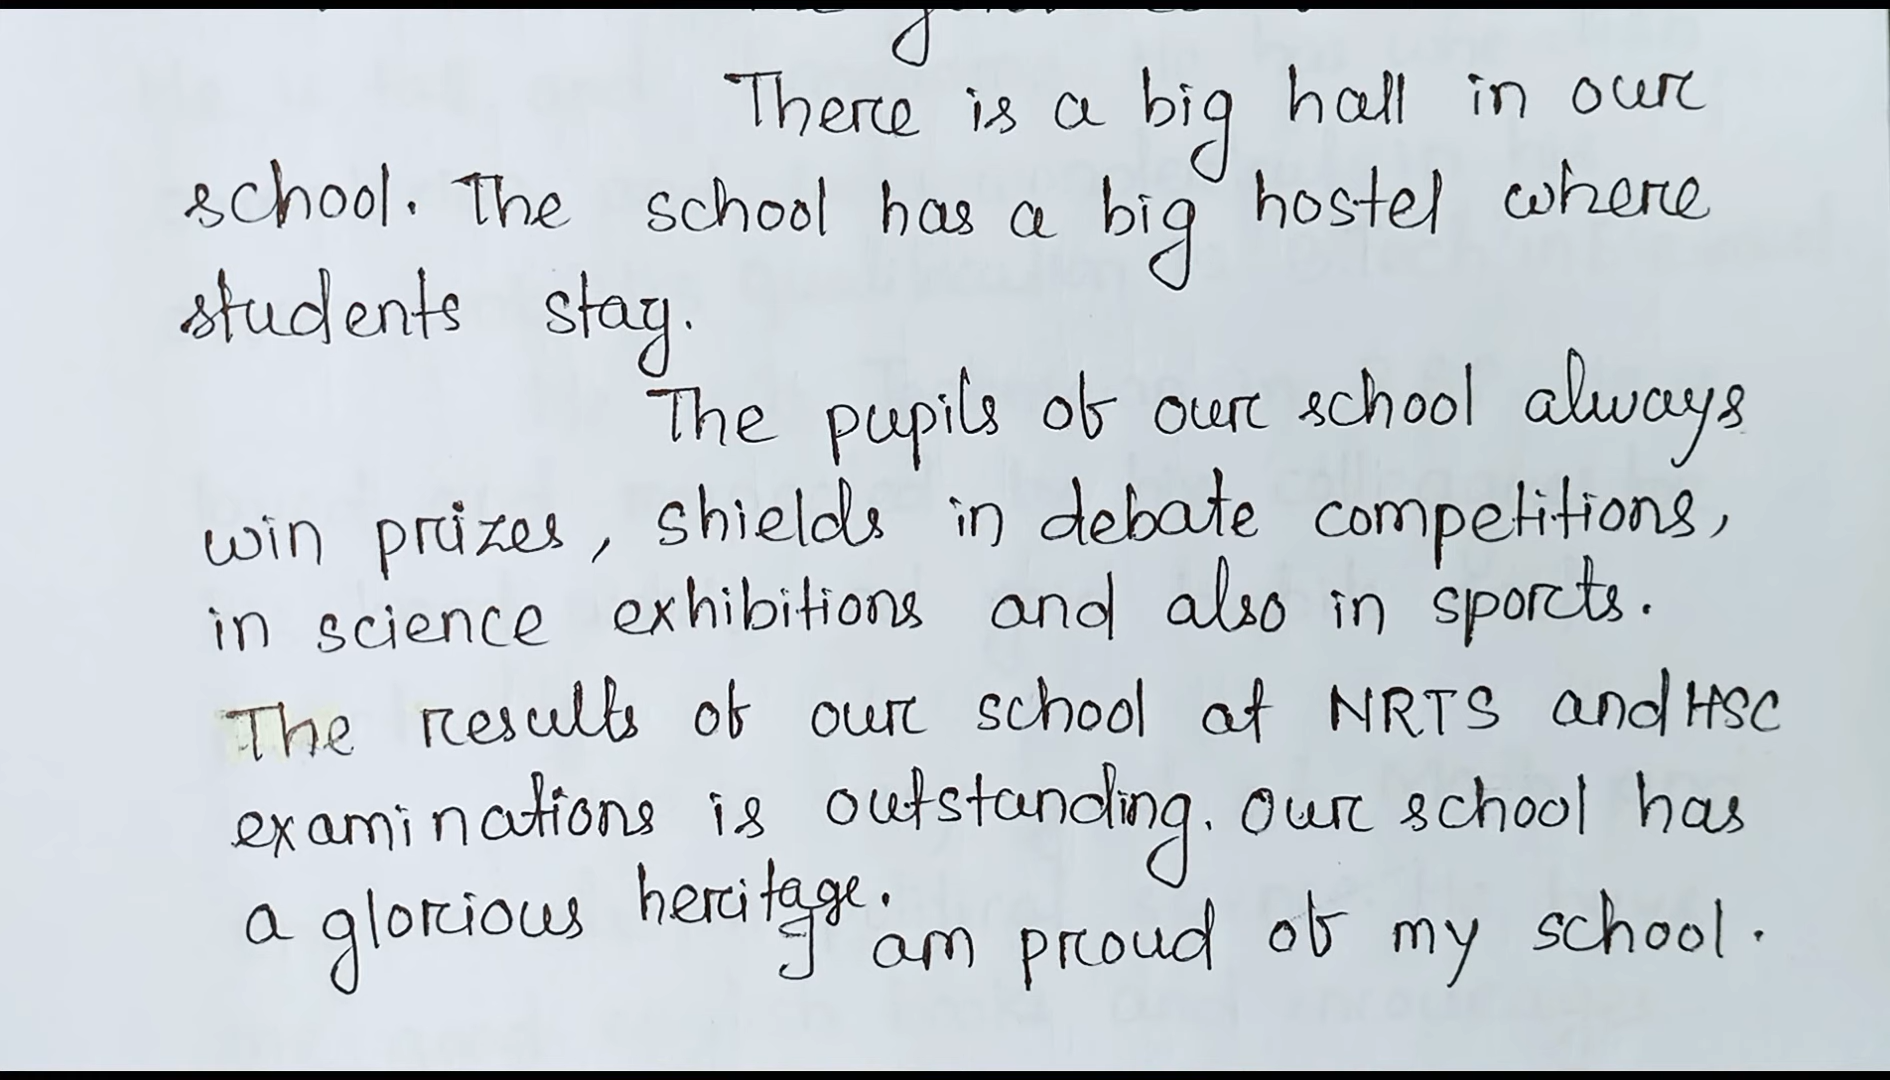 There is a big hall in our
school. The school has a big hostel where
students stay.
The pupils of our school always
win prizes, shields in debate competitions,
in science exhibitions and also in sports.
The results of our school at NRTS and HSC
examinations is outstanding. Our school has
a glorious heritage. I am proud of my school.